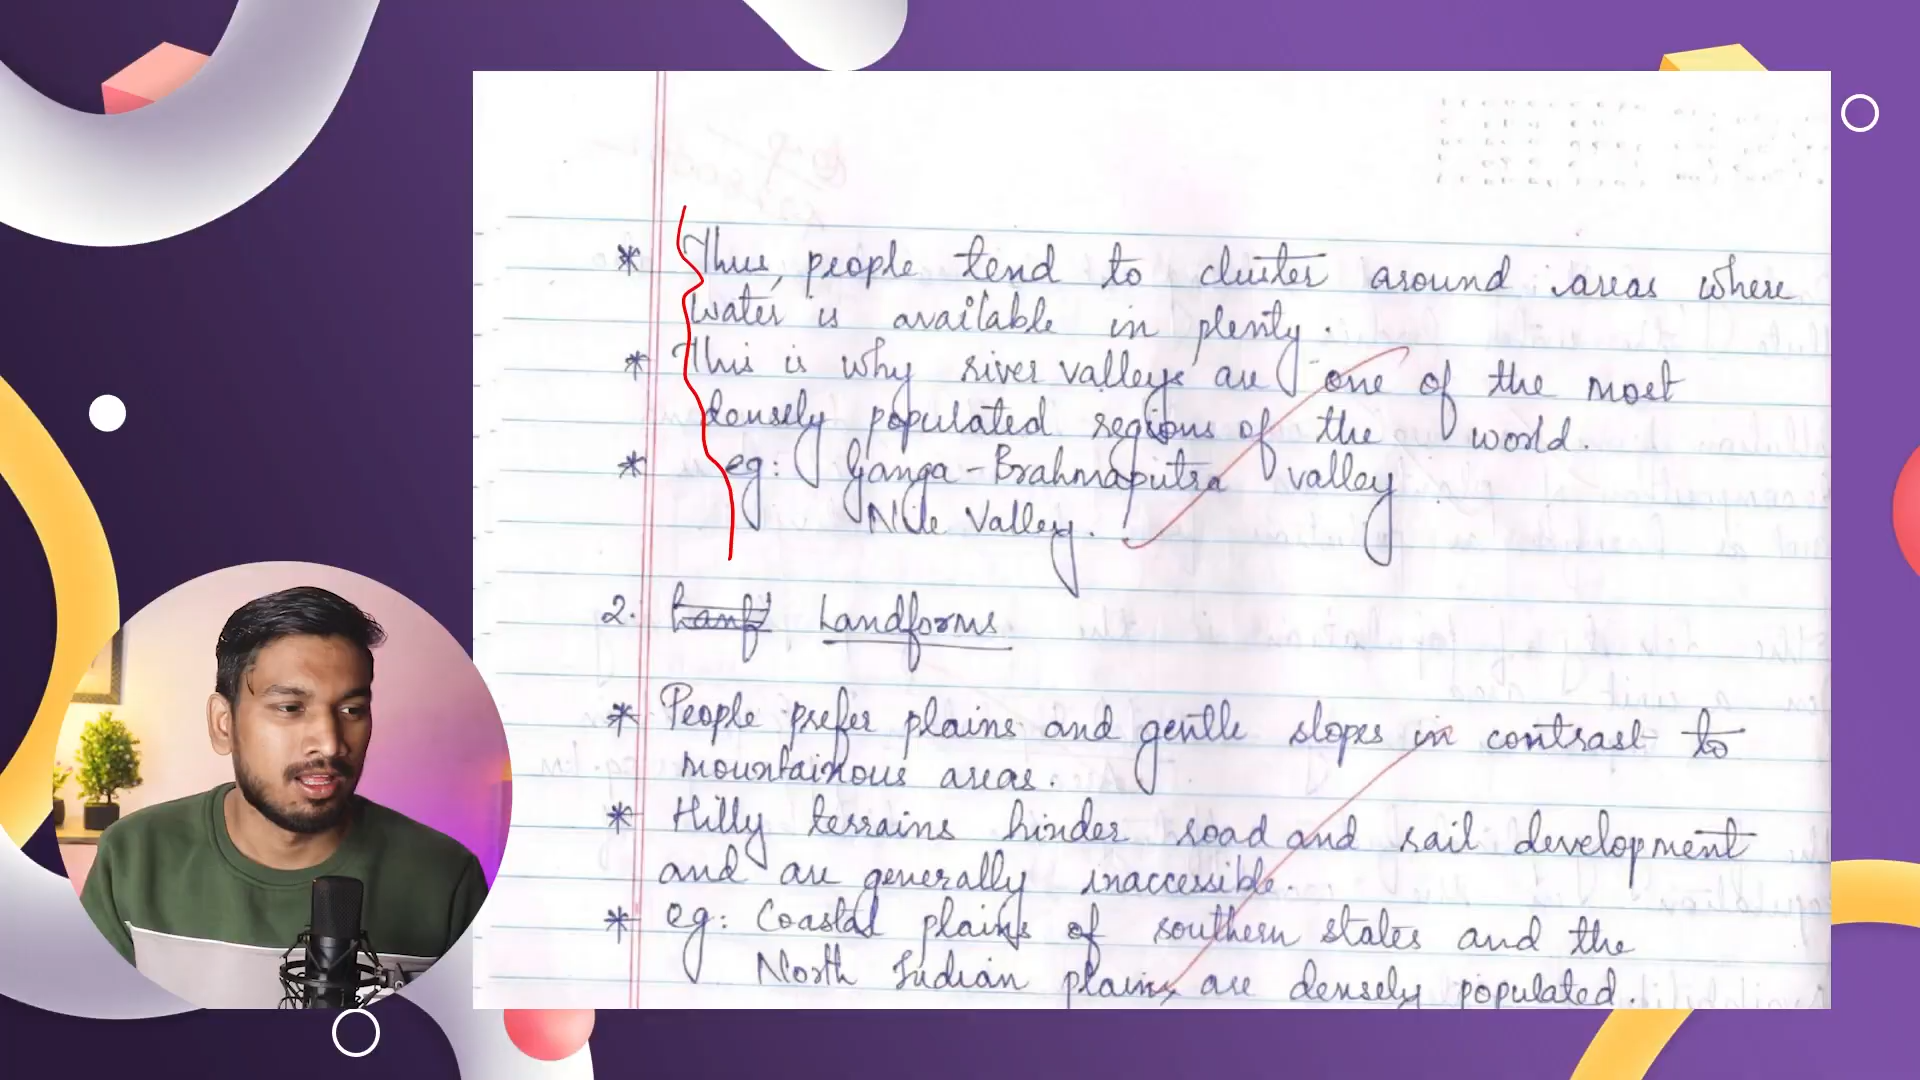 * Thus, people tend to cluster around areas where
water is available in plenty.
* This is why river valleys are one of the most
densely populated regions of the world.
* eg: Ganga - Brahmaputra valley
Nile Valley.
2. Lanf Landforms
* People prefer plains and gentle slopes in contrast to
mountainous areas.
* Hilly terrains hinder road and rail development
and are generally inaccessible.
* eg: Coastal plains of southern states and the
North Indian plains are densely populated.